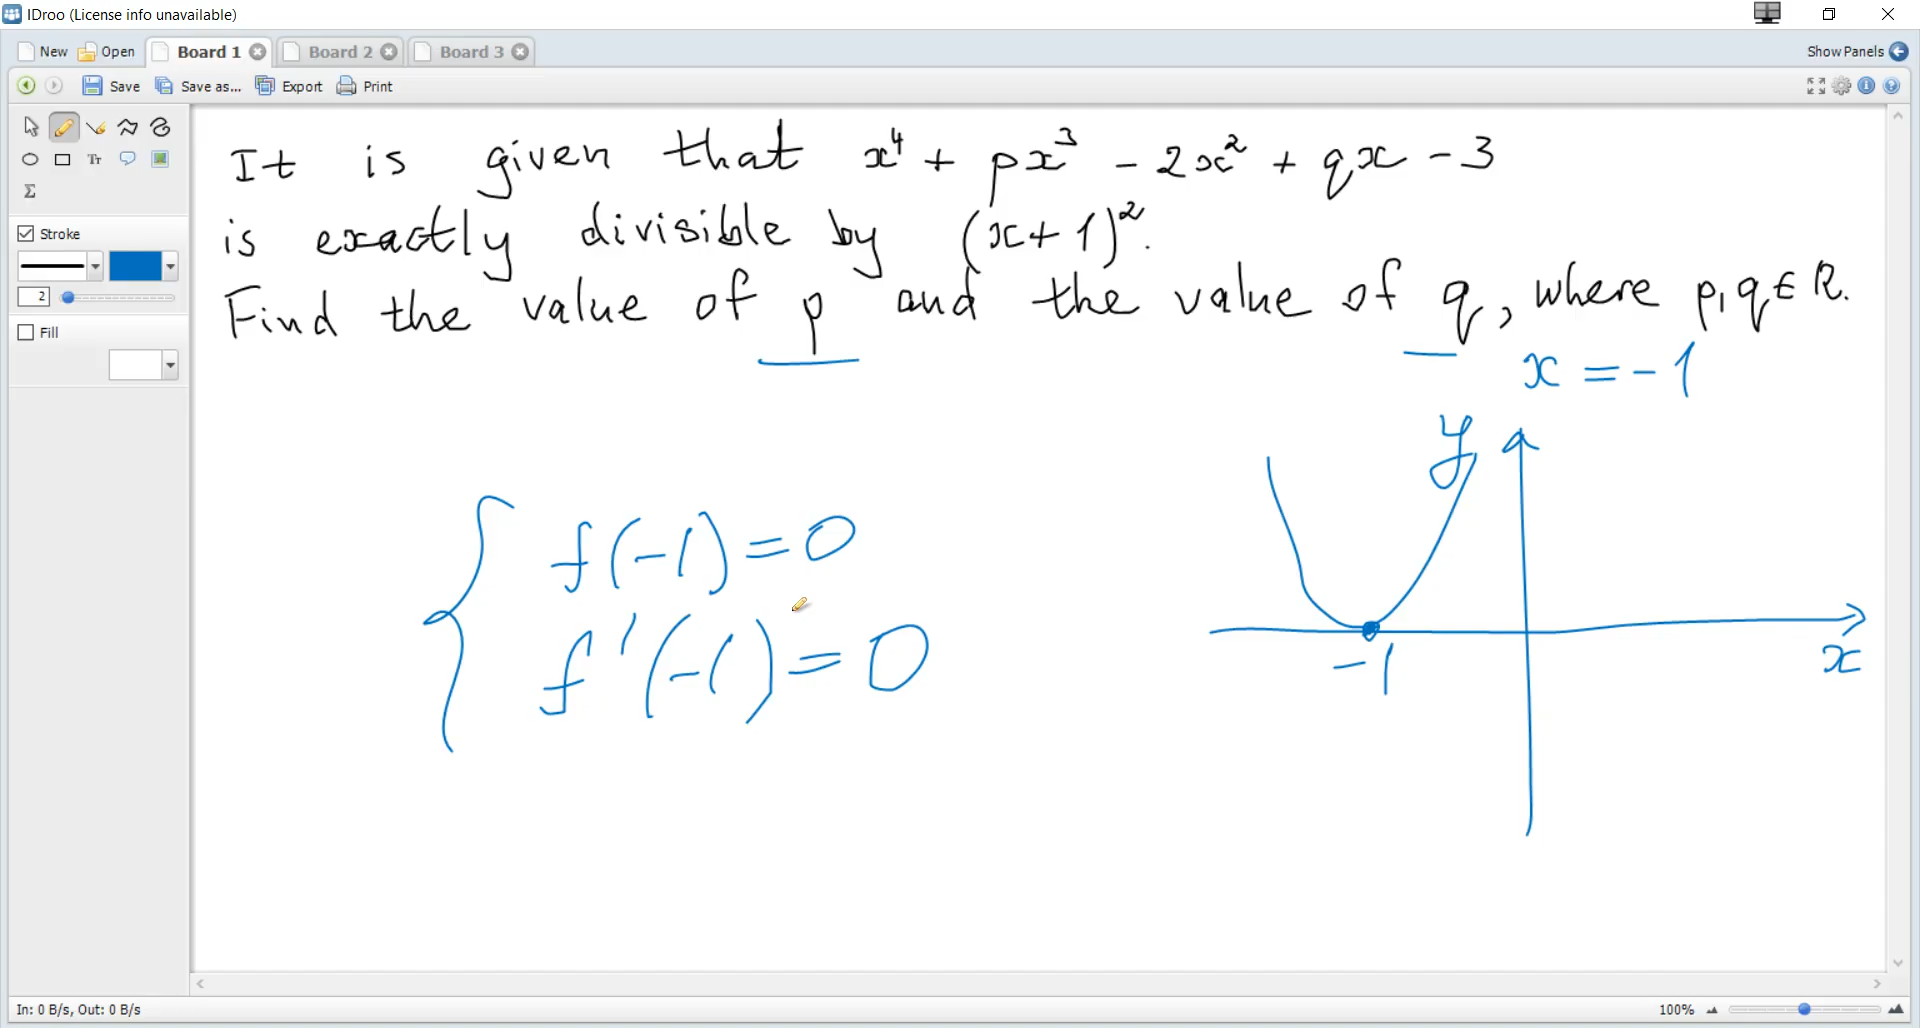 IDroo (License info unavailable)
New Open Board 1 Board 2 Board 3 Show Panels
Save Save as... Export Print
Tr
Σ
Stroke
2
Fill
It is given that x⁴ + px³ - 2x² + qx - 3
is exactly divisible by (x+1)².
Find the value of p and the value of q, where p,q∈R.
x = -1
y
f(-1)=0
f'(-1)=0
-1
x
In: 0 B/s, Out: 0 B/s 100%